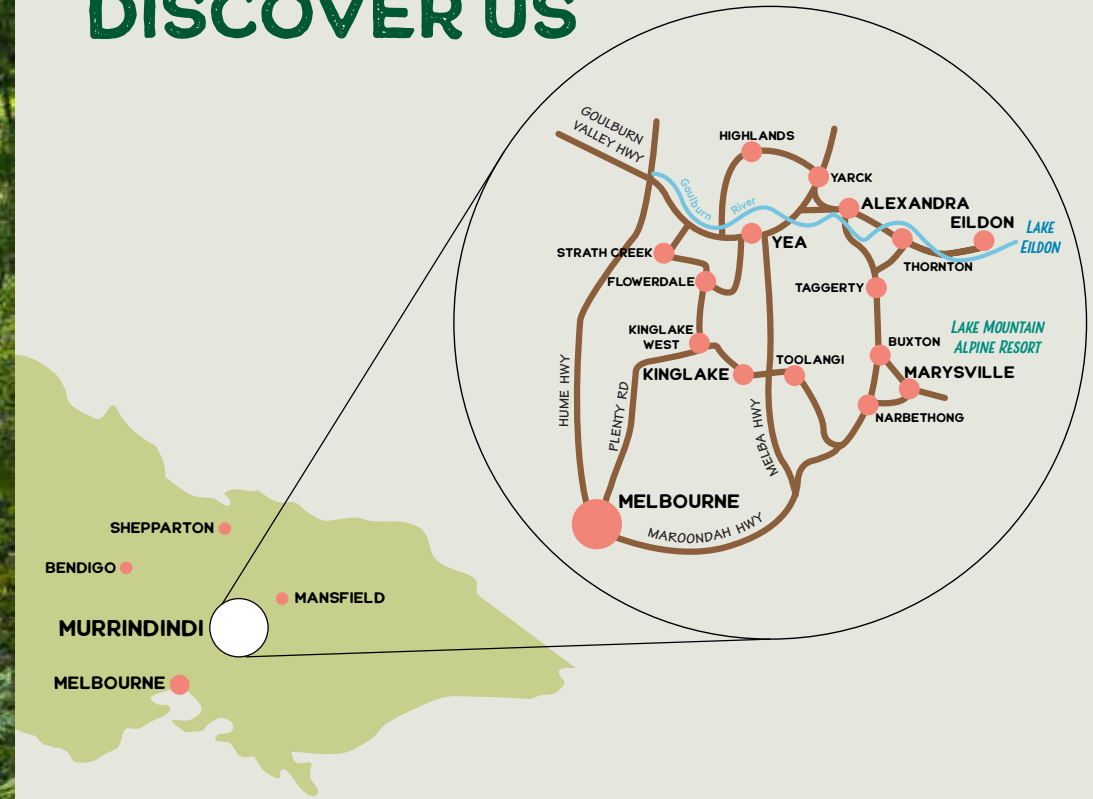 DISCOVER US
GOULBURN
VALLEY HWY
HIGHLANDS
YARCK
Goulburn
River
ALEXANDRA
EILDON
LAKE
EILDON
YEA
STRATH CREEK
THORNTON
FLOWERDALE
TAGGERTY
KINGLAKE
WEST
BUXTON
LAKE MOUNTAIN
ALPINE RESORT
TOOLANGI
KINGLAKE
MARYSVILLE
HUME HWY
PLENTY RD
MELBA HWY
NARBETHONG
MELBOURNE
MAROONDAH HWY
SHEPPARTON
BENDIGO
MANSFIELD
MURRINDINDI
MELBOURNE